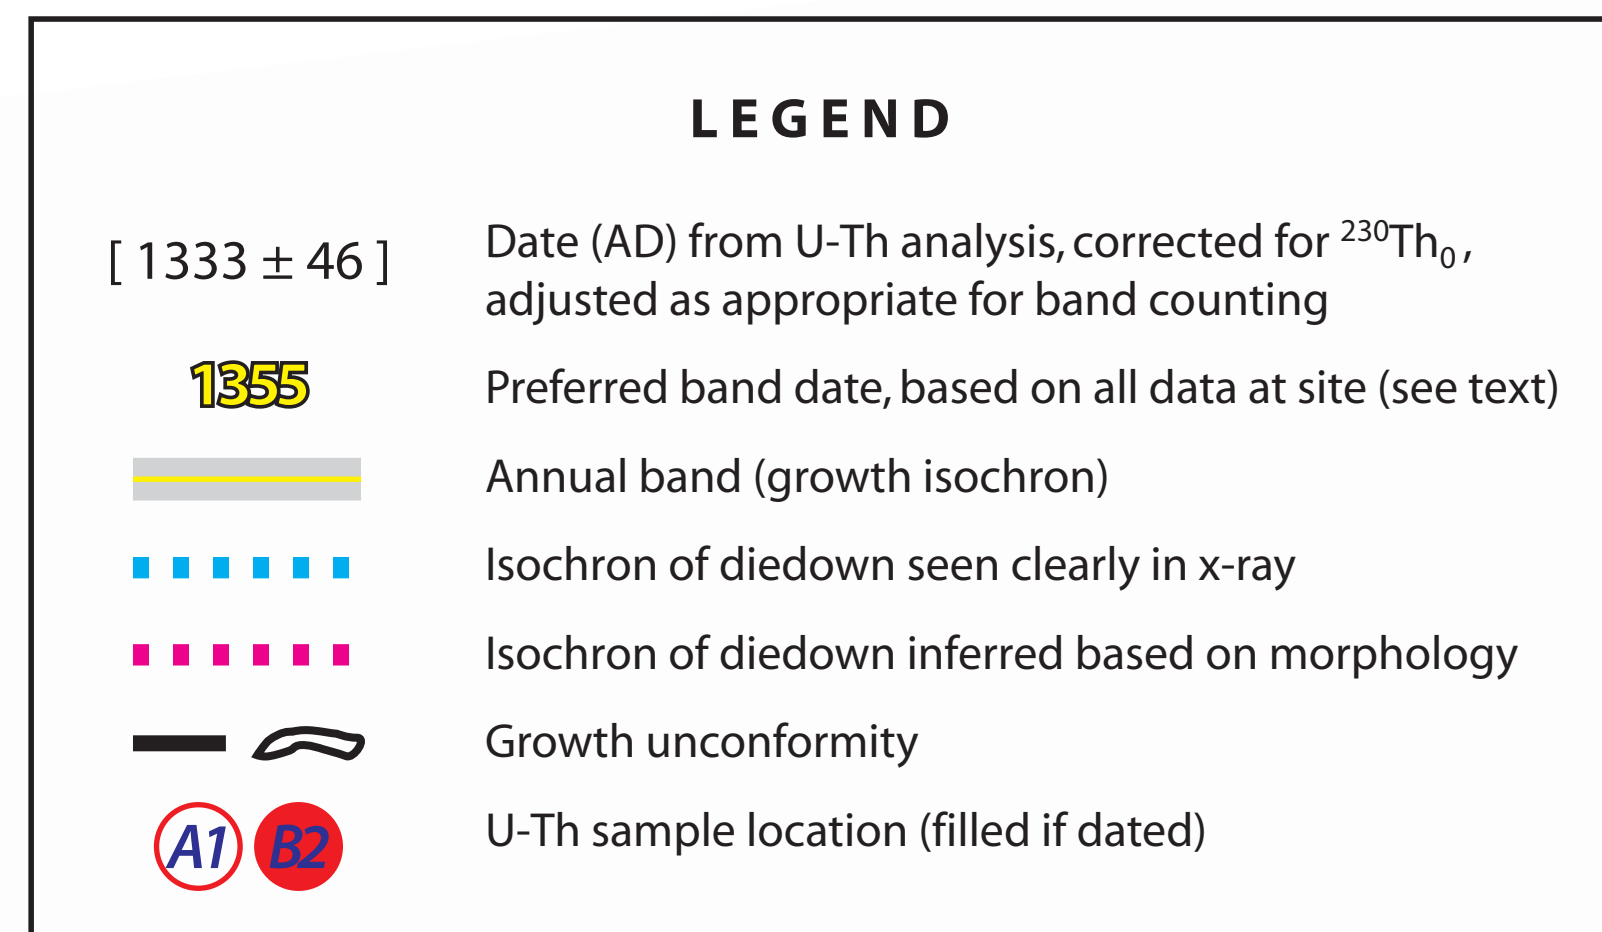 LEGEND
[ 1333 ± 46 ] Date (AD) from U-Th analysis, corrected for ²³⁰Th₀ ,
adjusted as appropriate for band counting
1355 Preferred band date, based on all data at site (see text)
Annual band (growth isochron)
Isochron of diedown seen clearly in x-ray
Isochron of diedown inferred based on morphology
Growth unconformity
A1 B2 U-Th sample location (filled if dated)